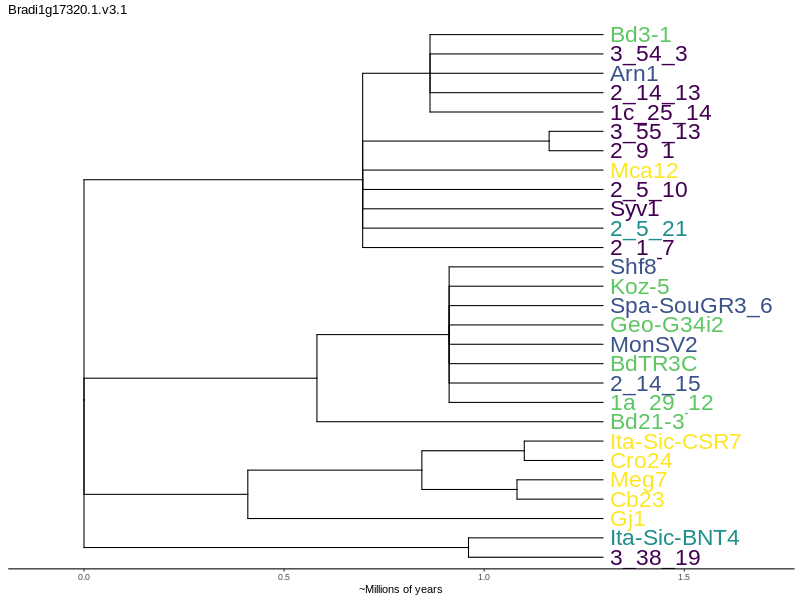 Bradi1g17320.1.v3.1
Bd3-1
3_54_3
Arn1
2_14_13
1c_25_14
3_55_13
2_9_1
Mca12
2_5_10
Syv1
2_5_21
2_1_7
Shf8
Koz-5
Spa-SouGR3_6
Geo-G34i2
MonSV2
BdTR3C
2_14_15
1a_29_12
Bd21-3
Ita-Sic-CSR7
Cro24
Meg7
Cb23
Gj1
Ita-Sic-BNT4
3_38_19
0.0 0.5 1.0 1.5
~Millions of years